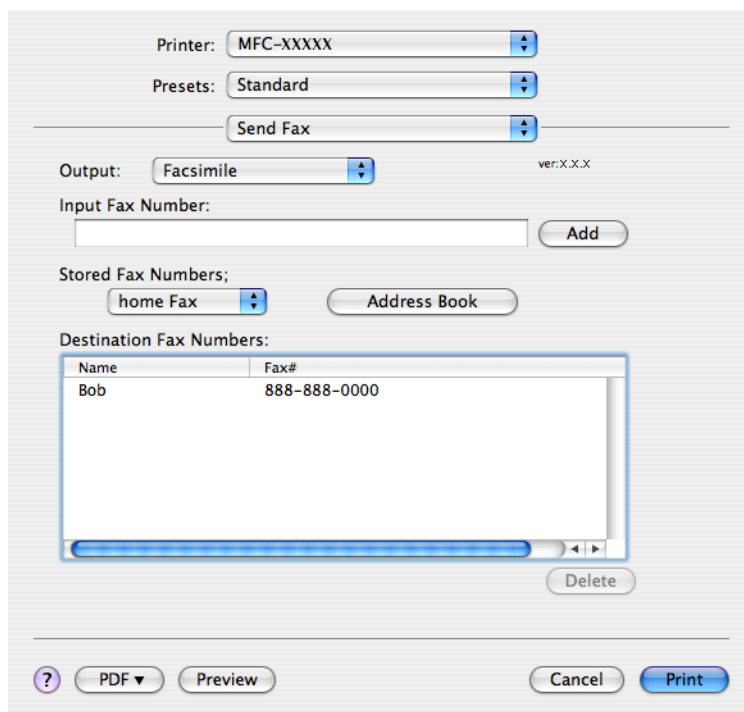 Printer: MFC-XXXXX
Presets: Standard
Send Fax
Output: Facsimile ver:X.X.X
Input Fax Number:
Add
Stored Fax Numbers;
home Fax Address Book
Destination Fax Numbers:
Name Fax#
Bob 888-888-0000
Delete
? PDF ▼ Preview Cancel Print